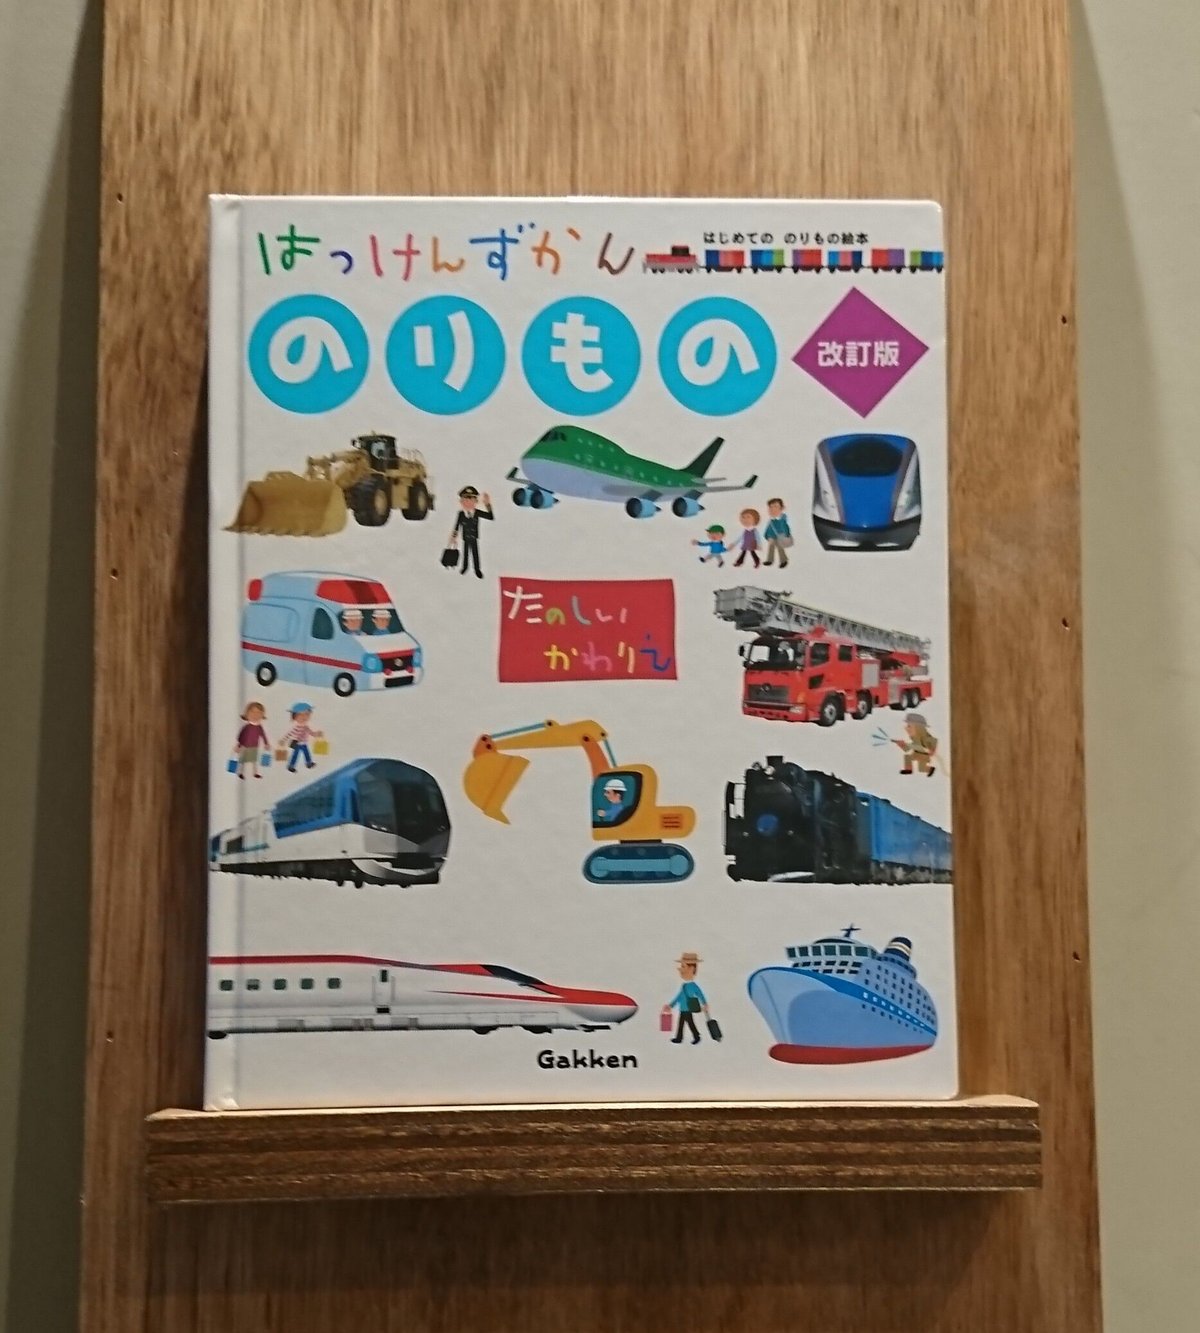 はっけんずかん
はじめての のりもの絵本
のりもの
改訂版
たのしい
かわりえ
Gakken